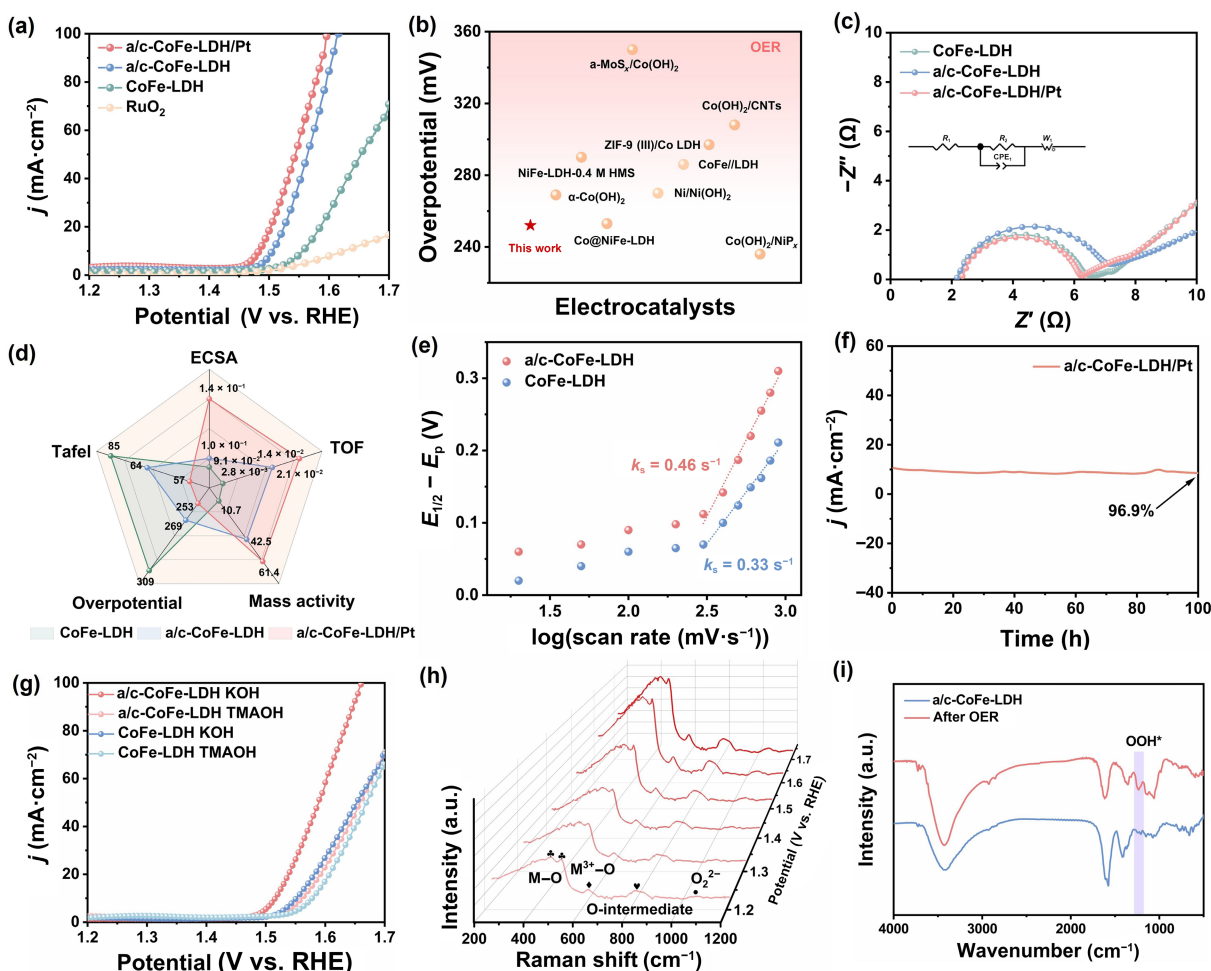 (a)
a/c-CoFe-LDH/Pt
a/c-CoFe-LDH
CoFe-LDH
RuO₂
j (mA·cm⁻²)
100
80
60
40
20
0
1.2 1.3 1.4 1.5 1.6 1.7
Potential (V vs. RHE)
(b)
OER
Overpotential (mV)
360
320
280
240
a-MoSₓ/Co(OH)₂
Co(OH)₂/CNTs
ZIF-9 (III)/Co LDH
CoFe//LDH
NiFe-LDH-0.4 M HMS
α-Co(OH)₂
Ni/Ni(OH)₂
This work
Co@NiFe-LDH
Co(OH)₂/NiPₓ
Electrocatalysts
(c)
CoFe-LDH
a/c-CoFe-LDH
a/c-CoFe-LDH/Pt
−Z″ (Ω)
−8
−6
−4
−2
0
0 2 4 6 8 10
Z′ (Ω)
CPE₁
(d)
ECSA
1.4 × 10⁻¹
1.0 × 10⁻¹
9.1 × 10⁻²
Tafel
85
64
57
TOF
1.4 × 10⁻²
2.1 × 10⁻²
2.8 × 10⁻³
253
269
309
10.7
42.5
61.4
Overpotential
Mass activity
CoFe-LDH a/c-CoFe-LDH a/c-CoFe-LDH/Pt
(e)
a/c-CoFe-LDH
CoFe-LDH
E₁/₂ − Eₚ (V)
0.3
0.2
0.1
0.0
kₛ = 0.46 s⁻¹
kₛ = 0.33 s⁻¹
1.5 2.0 2.5 3.0
log(scan rate (mV·s⁻¹))
(f)
a/c-CoFe-LDH/Pt
j (mA·cm⁻²)
60
40
20
0
−20
−40
96.9%
0 20 40 60 80 100
Time (h)
(g)
a/c-CoFe-LDH KOH
a/c-CoFe-LDH TMAOH
CoFe-LDH KOH
CoFe-LDH TMAOH
j (mA·cm⁻²)
100
80
60
40
20
0
1.2 1.3 1.4 1.5 1.6 1.7
Potential (V vs. RHE)
(h)
Intensity (a.u.)
M−O
M³⁺−O
O-intermediate
O₂²⁻
1.7
1.6
1.5
1.4
1.3
1.2
Potential (V vs. RHE)
200 400 600 800 1000 1200
Raman shift (cm⁻¹)
(i)
a/c-CoFe-LDH
After OER
OOH*
Intensity (a.u.)
4000 3000 2000 1000
Wavenumber (cm⁻¹)